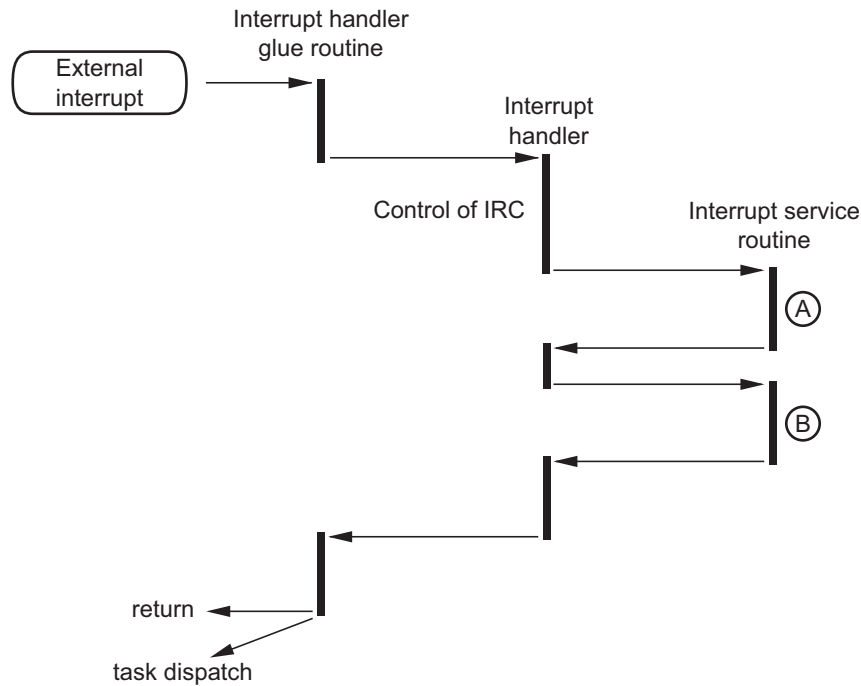 Interrupt handler
glue routine
External
interrupt
Interrupt
handler
Control of IRC
Interrupt service
routine
A
B
return
task dispatch